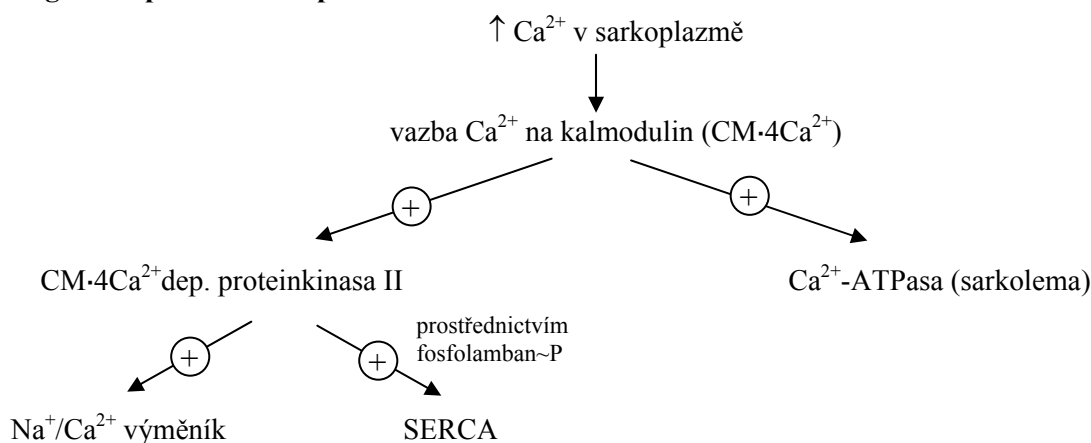 ↑ Ca²⁺ v sarkoplazmě
vazba Ca²⁺ na kalmodulin (CM·4Ca²⁺)
+
+
CM·4Ca²⁺dep. proteinkinasa II
Ca²⁺-ATPasa (sarkolema)
prostřednictvím
fosfolamban~P
+
+
Na⁺/Ca²⁺ výměník
SERCA